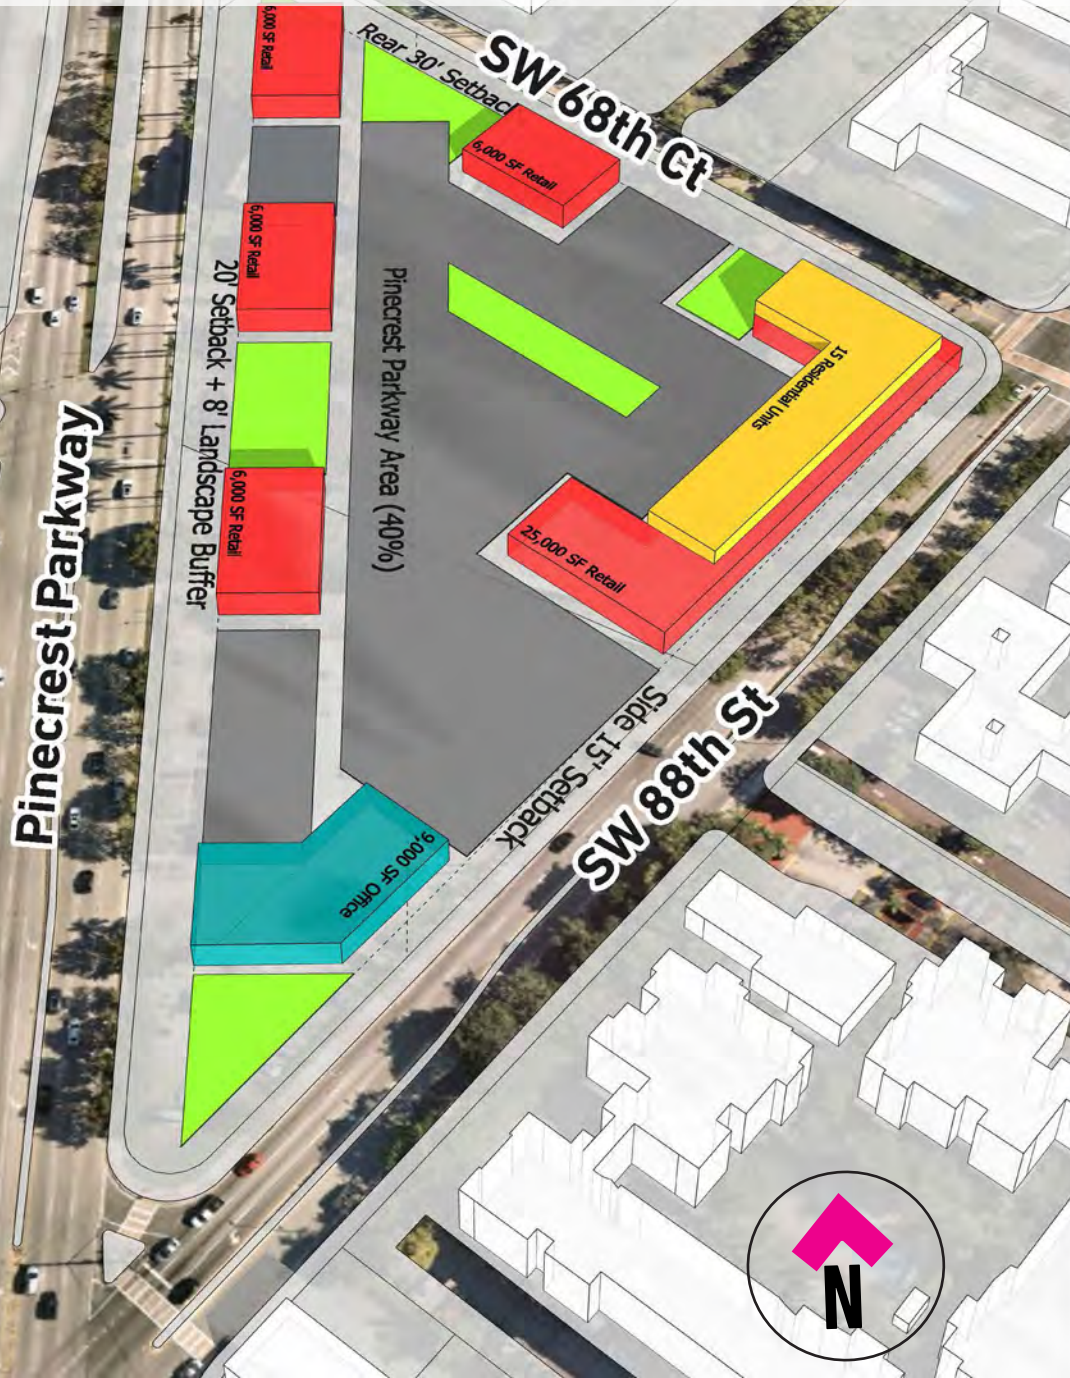 6,000 SF Retail
Rear 30' Setback
SW 68th Ct
6,000 SF Retail
6,000 SF Retail
20' Setback + 8' Landscape Buffer
Pinecrest Parkway Area (40%)
15 Residential Units
Pinecrest Parkway
6,000 SF Retail
25,000 SF Retail
Side 15' Setback
SW 88th St
9,000 SF Office
N